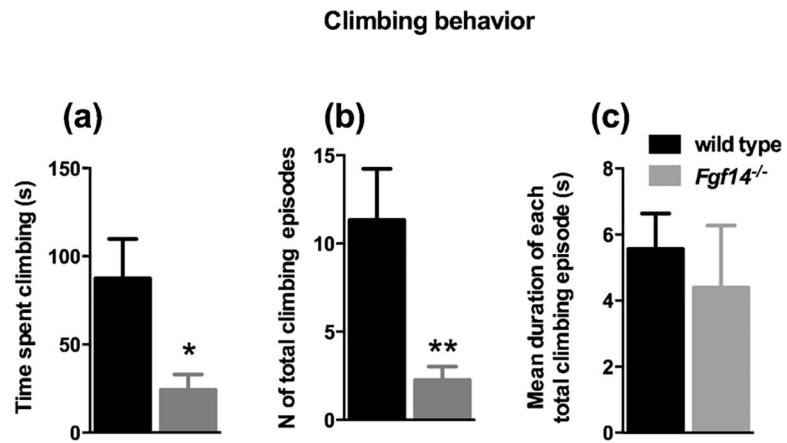 Climbing behavior
(a)
Time spent climbing (s)
150
100
50
0
*
(b)
N of total climbing episodes
15
10
5
0
**
(c)
wild type
Fgf14-/-
Mean duration of each
total climbing episode (s)
8
6
4
2
0